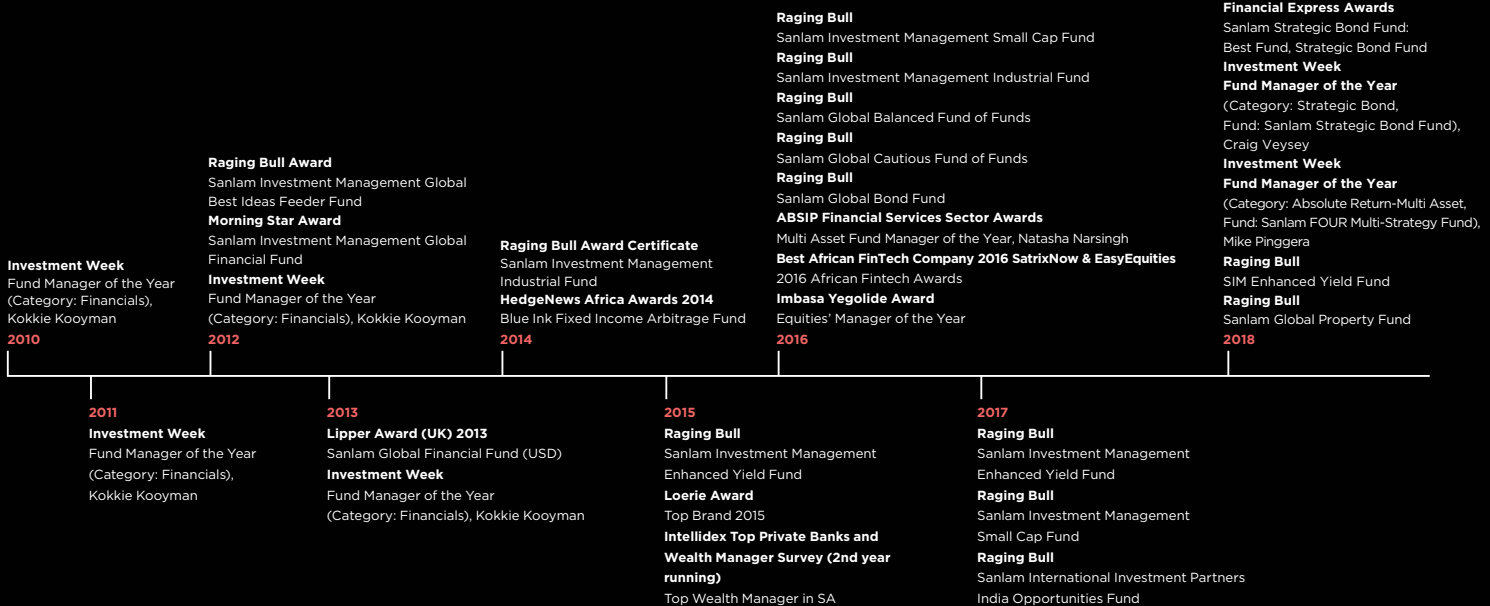 Investment Week
Fund Manager of the Year
(Category: Financials),
Kokkie Kooyman
2010
2011
Investment Week
Fund Manager of the Year
(Category: Financials),
Kokkie Kooyman
Raging Bull Award
Sanlam Investment Management Global
Best Ideas Feeder Fund
Morning Star Award
Sanlam Investment Management Global
Financial Fund
Investment Week
Fund Manager of the Year
(Category: Financials), Kokkie Kooyman
2012
2013
Lipper Award (UK) 2013
Sanlam Global Financial Fund (USD)
Investment Week
Fund Manager of the Year
(Category: Financials), Kokkie Kooyman
Raging Bull Award Certificate
Sanlam Investment Management
Industrial Fund
HedgeNews Africa Awards 2014
Blue Ink Fixed Income Arbitrage Fund
2014
2015
Raging Bull
Sanlam Investment Management
Enhanced Yield Fund
Loerie Award
Top Brand 2015
Intellidex Top Private Banks and
Wealth Manager Survey (2nd year
running)
Top Wealth Manager in SA
Raging Bull
Sanlam Investment Management Small Cap Fund
Raging Bull
Sanlam Investment Management Industrial Fund
Raging Bull
Sanlam Global Balanced Fund of Funds
Raging Bull
Sanlam Global Cautious Fund of Funds
Raging Bull
Sanlam Global Bond Fund
ABSIP Financial Services Sector Awards
Multi Asset Fund Manager of the Year, Natasha Narsingh
Best African FinTech Company 2016 SatrixNow & EasyEquities
2016 African Fintech Awards
Imbasa Yegolide Award
Equities' Manager of the Year
2016
2017
Raging Bull
Sanlam Investment Management
Enhanced Yield Fund
Raging Bull
Sanlam Investment Management
Small Cap Fund
Raging Bull
Sanlam International Investment Partners
India Opportunities Fund
Financial Express Awards
Sanlam Strategic Bond Fund:
Best Fund, Strategic Bond Fund
Investment Week
Fund Manager of the Year
(Category: Strategic Bond,
Fund: Sanlam Strategic Bond Fund),
Craig Veysey
Investment Week
Fund Manager of the Year
(Category: Absolute Return-Multi Asset,
Fund: Sanlam FOUR Multi-Strategy Fund),
Mike Pinggera
Raging Bull
SIM Enhanced Yield Fund
Raging Bull
Sanlam Global Property Fund
2018